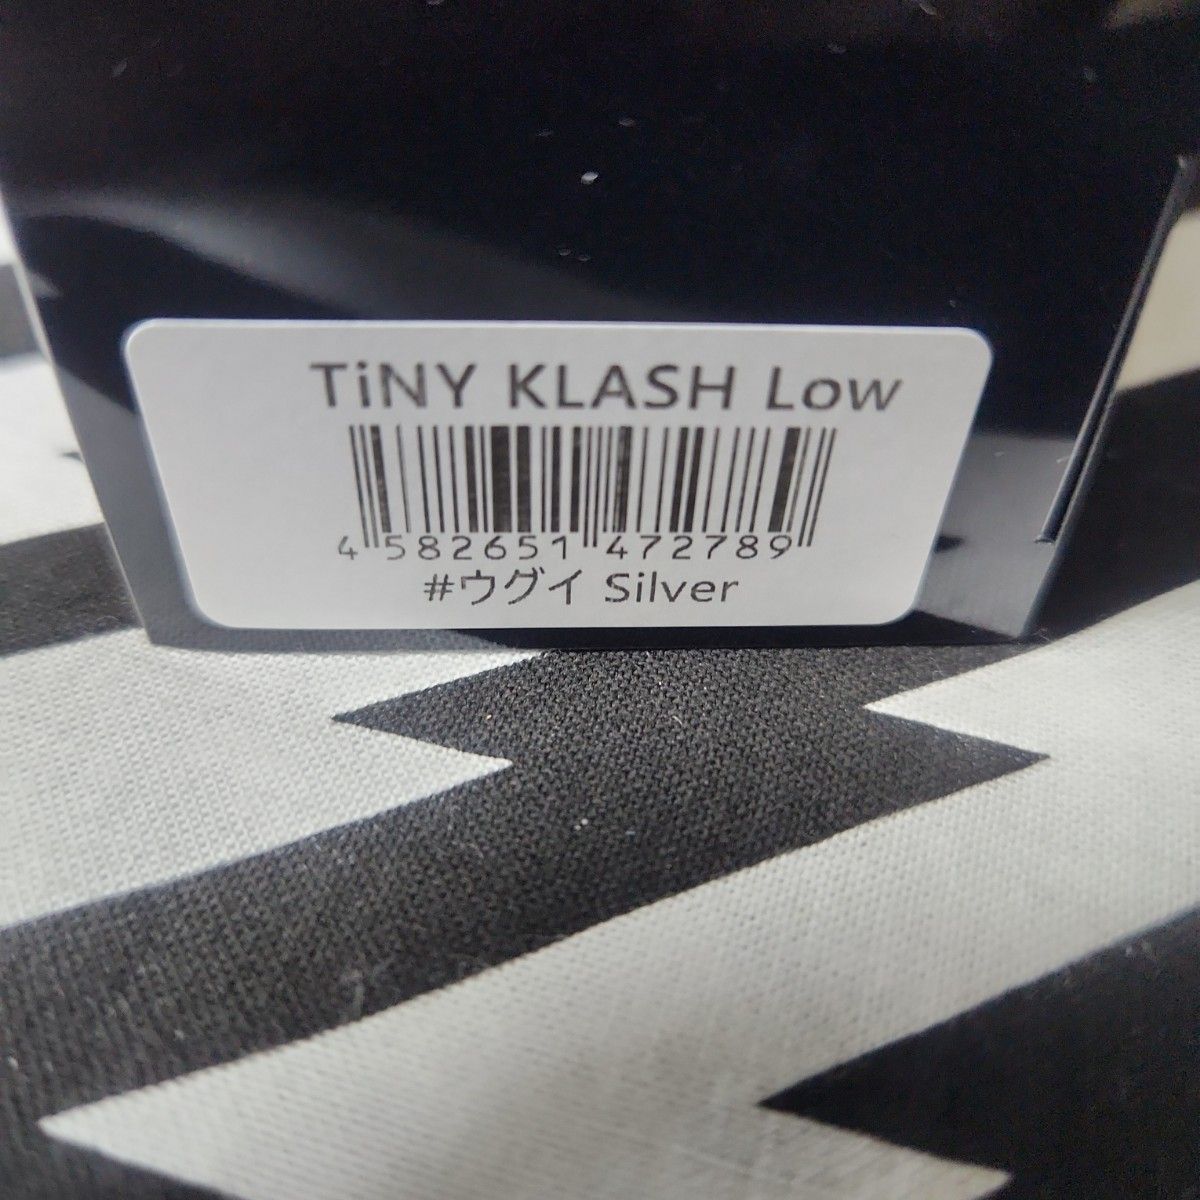 TiNY KLASH Low
4 582651 472789
#ウグイ Silver